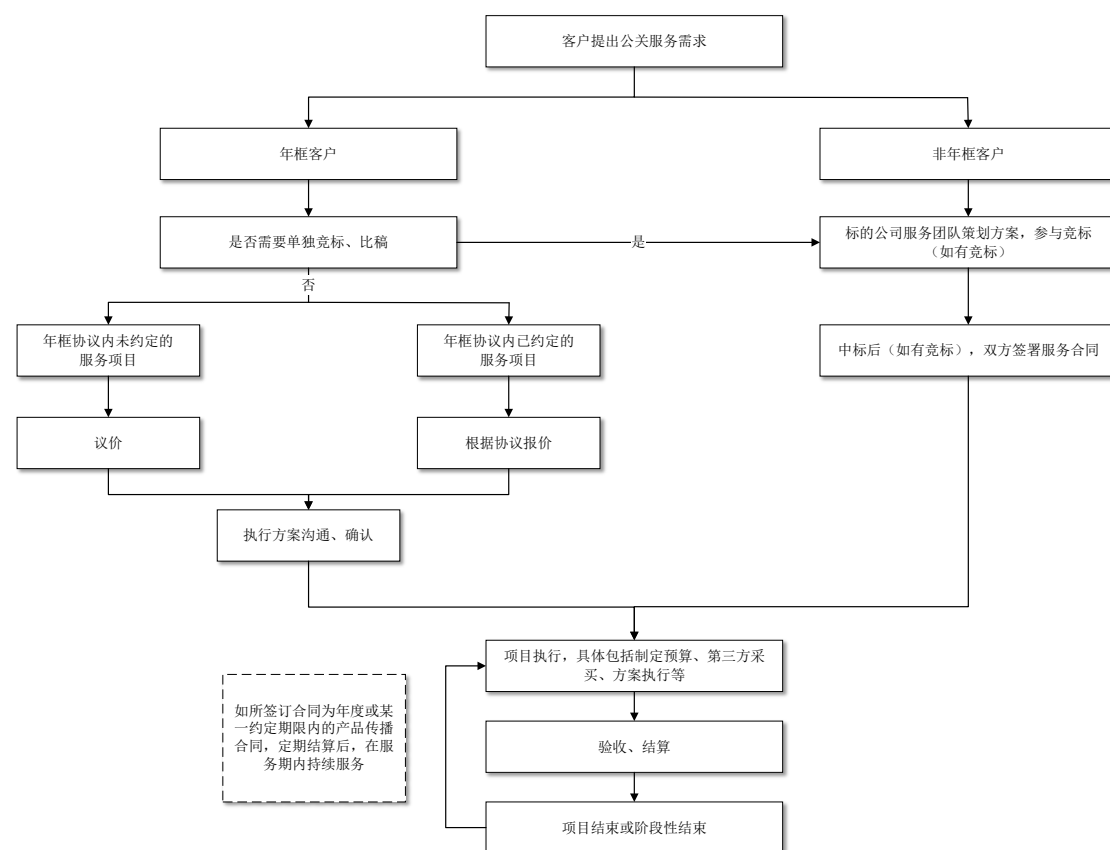 客户提出公关服务需求
年框客户
非年框客户
是否需要单独竞标、比稿
是
标的公司服务团队策划方案，参与竞标
（如有竞标）
否
年框协议内未约定的
服务项目
年框协议内已约定的
服务项目
中标后（如有竞标），双方签署服务合同
议价
根据协议报价
执行方案沟通、确认
项目执行，具体包括制定预算、第三方采
买、方案执行等
如所签订合同为年度或某
一约定期限内的产品传播
合同，定期结算后，在服
务期内持续服务
验收、结算
项目结束或阶段性结束